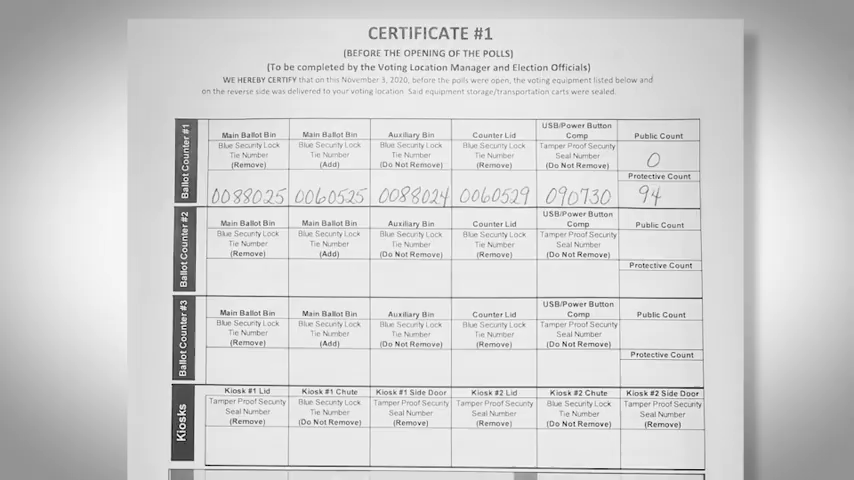 CERTIFICATE #1
(BEFORE THE OPENING OF THE POLLS)
(To be completed by the Voting Location Manager and Election Officials)
WE HEREBY CERTIFY that on this November 3, 2020, before the polls were open, the voting equipment listed below and
on the reverse side was delivered to your voting location. Said equipment storage/transportation carts were sealed.
Ballot Counter #1
Main Ballot Bin
Blue Security Lock
Tie Number
(Remove)
0088025
Main Ballot Bin
Blue Security Lock
Tie Number
(Add)
0060525
Auxiliary Bin
Blue Security Lock
Tie Number
(Do Not Remove)
0088024
Counter Lid
Blue Security Lock
Tie Number
(Remove)
0060529
USB/Power Button
Comp
Tamper Proof Security
Seal Number
(Do Not Remove)
090730
Public Count
0
Protective Count
94
Ballot Counter #2
Main Ballot Bin
Blue Security Lock
Tie Number
(Remove)
Main Ballot Bin
Blue Security Lock
Tie Number
(Add)
Auxiliary Bin
Blue Security Lock
Tie Number
(Do Not Remove)
Counter Lid
Blue Security Lock
Tie Number
(Remove)
USB/Power Button
Comp
Tamper Proof Security
Seal Number
(Do Not Remove)
Public Count
Protective Count
Ballot Counter #3
Main Ballot Bin
Blue Security Lock
Tie Number
(Remove)
Main Ballot Bin
Blue Security Lock
Tie Number
(Add)
Auxiliary Bin
Blue Security Lock
Tie Number
(Do Not Remove)
Counter Lid
Blue Security Lock
Tie Number
(Remove)
USB/Power Button
Comp
Tamper Proof Security
Seal Number
(Do Not Remove)
Public Count
Protective Count
Kiosks
Kiosk #1 Lid
Tamper Proof Security
Seal Number
(Remove)
Kiosk #1 Chute
Blue Security Lock
Tie Number
(Do Not Remove)
Kiosk #1 Side Door
Tamper Proof Security
Seal Number
(Remove)
Kiosk #2 Lid
Tamper Proof Security
Seal Number
(Remove)
Kiosk #2 Chute
Blue Security Lock
Tie Number
(Do Not Remove)
Kiosk #2 Side Door
Tamper Proof Security
Seal Number
(Remove)